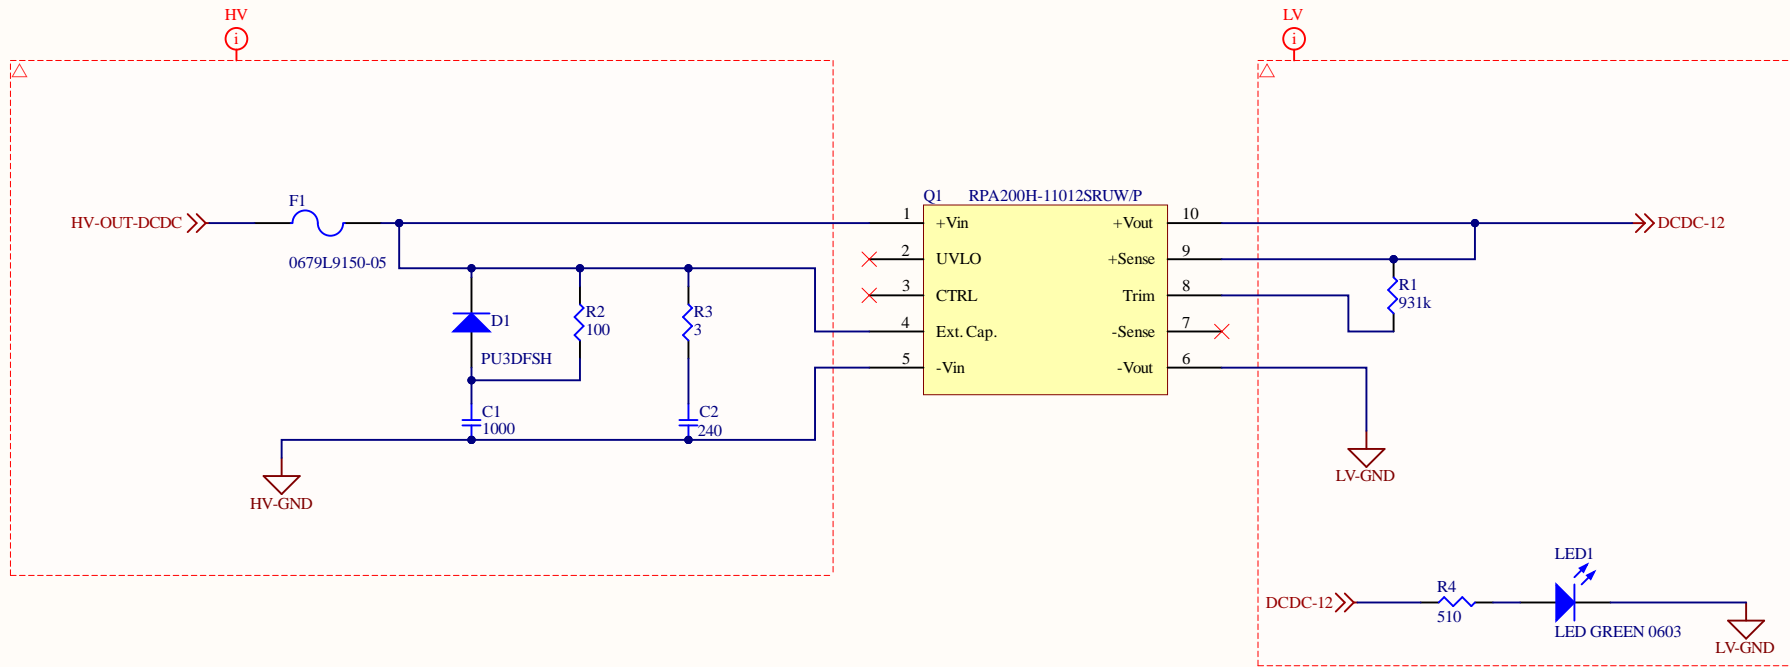 HV
i
LV
i
HV-OUT-DCDC
F1
0679L9150-05
D1
PU3DFSH
R2
100
R3
3
C1
1000
C2
240
HV-GND
Q1
RPA200H-11012SRUW/P
1
+Vin
2
UVLO
3
CTRL
4
Ext. Cap.
5
-Vin
10
+Vout
9
+Sense
8
Trim
7
-Sense
6
-Vout
DCDC-12
R1
931k
LV-GND
DCDC-12
R4
510
LED1
LED GREEN 0603
LV-GND